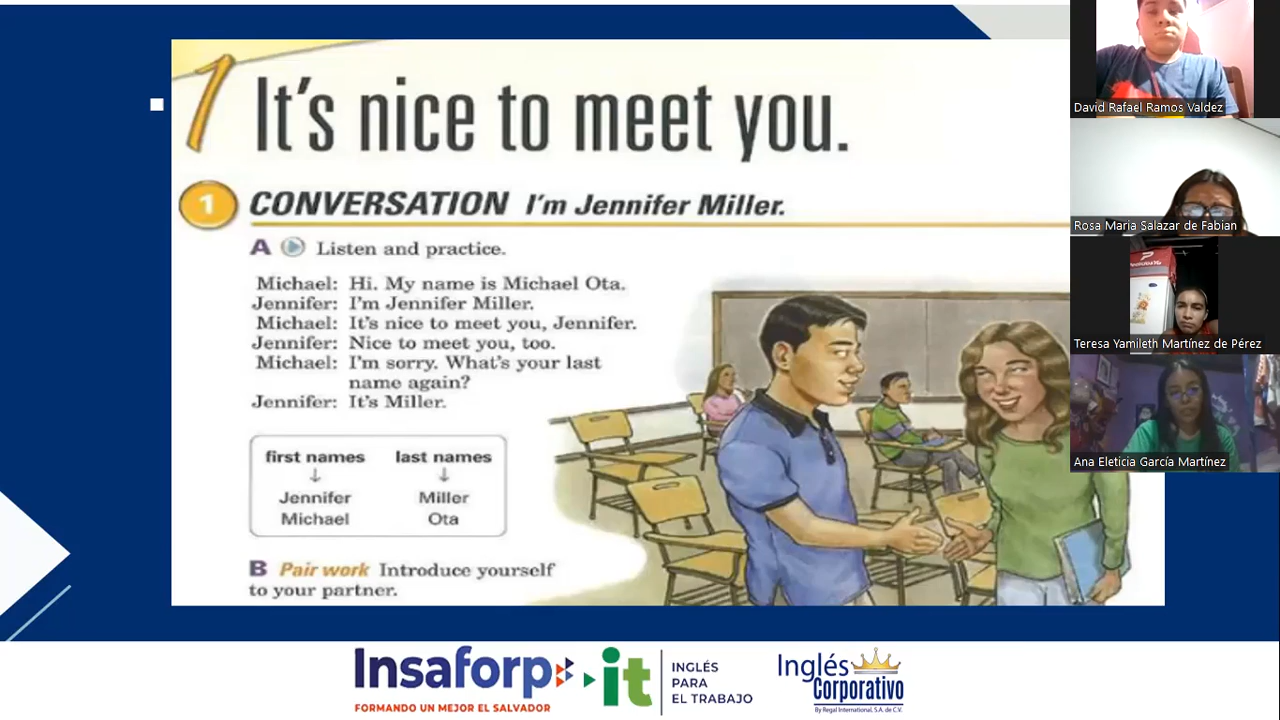 1 It's nice to meet you.
1 CONVERSATION I'm Jennifer Miller.
A Listen and practice.
Michael: Hi. My name is Michael Ota.
Jennifer: I'm Jennifer Miller.
Michael: It's nice to meet you, Jennifer.
Jennifer: Nice to meet you, too.
Michael: I'm sorry. What's your last
name again?
Jennifer: It's Miller.
first names last names
Jennifer Miller
Michael Ota
B Pair work Introduce yourself
to your partner.
David Rafael Ramos Valdez
Rosa Maria Salazar de Fabian
Teresa Yamileth Martínez de Pérez
Ana Eleticia García Martínez
Insaforp
FORMANDO UN MEJOR EL SALVADOR
it
INGLÉS
PARA
EL TRABAJO
Inglés
Corporativo
By Regal International, S.A. de C.V.